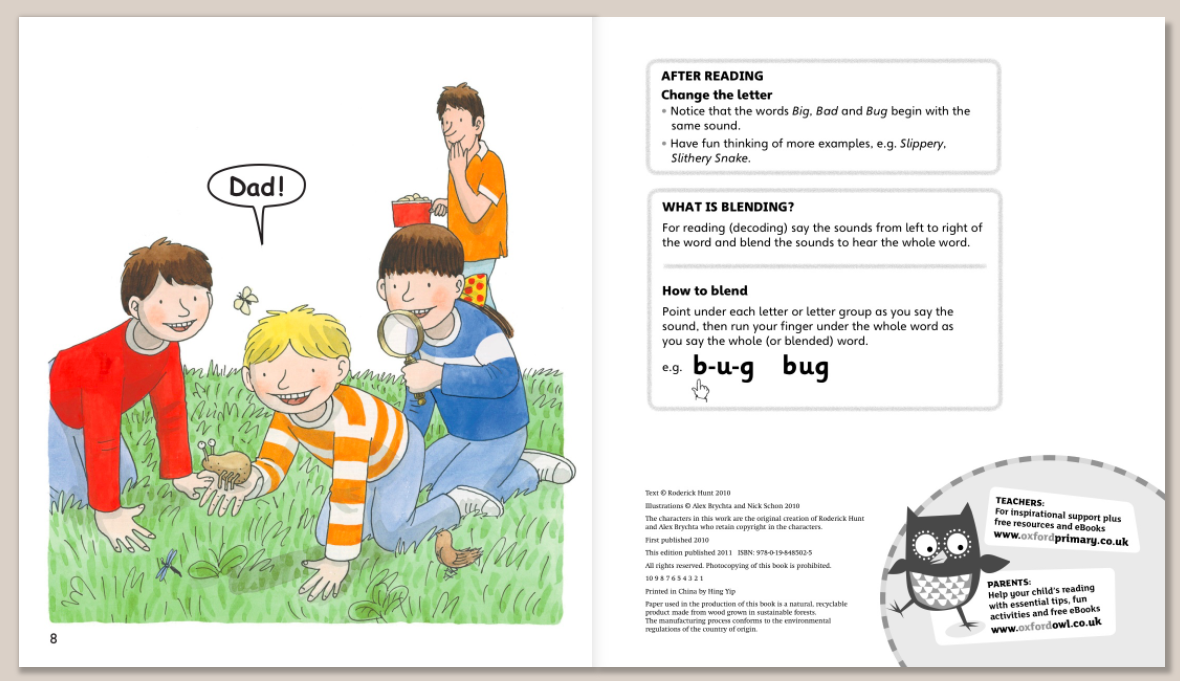 Dad!
8
AFTER READING
Change the letter
• Notice that the words Big, Bad and Bug begin with the
same sound.
• Have fun thinking of more examples, e.g. Slippery,
Slithery Snake.
WHAT IS BLENDING?
For reading (decoding) say the sounds from left to right of
the word and blend the sounds to hear the whole word.
How to blend
Point under each letter or letter group as you say the
sound, then run your finger under the whole word as
you say the whole (or blended) word.
e.g. b-u-g bug
Text © Roderick Hunt 2010
Illustrations © Alex Brychta and Nick Schon 2010
The characters in this work are the original creation of Roderick Hunt
and Alex Brychta who retain copyright in the characters.
First published 2010
This edition published 2011 ISBN: 978-0-19-848502-5
All rights reserved. Photocopying of this book is prohibited.
10 9 8 7 6 5 4 3 2 1
Printed in China by Hing Yip
Paper used in the production of this book is a natural, recyclable
product made from wood grown in sustainable forests.
The manufacturing process conforms to the environmental
regulations of the country of origin.
TEACHERS:
For inspirational support plus
free resources and eBooks
www.oxfordprimary.co.uk
PARENTS:
Help your child's reading
with essential tips, fun
activities and free eBooks
www.oxfordowl.co.uk